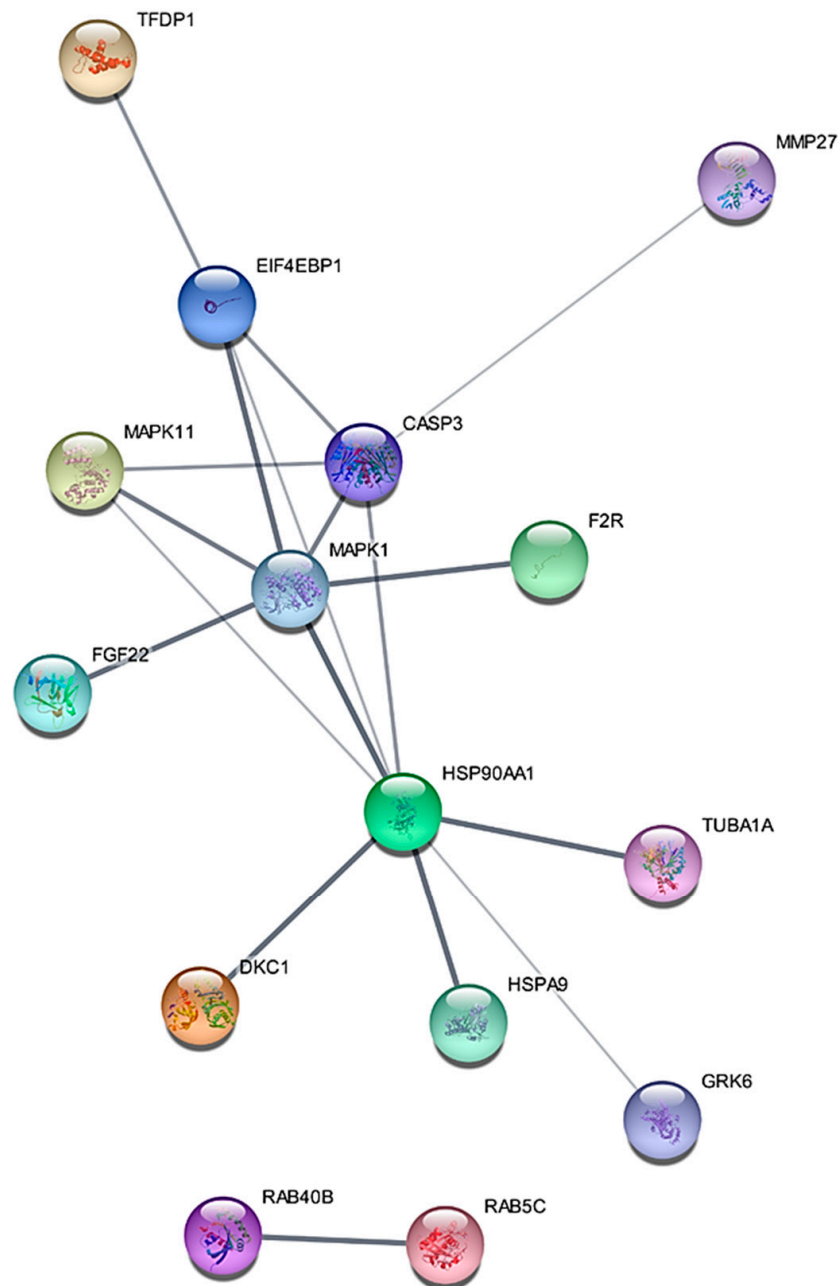 TFDP1
MMP27
EIF4EBP1
CASP3
MAPK11
F2R
MAPK1
FGF22
HSP90AA1
TUBA1A
DKC1
HSPA9
GRK6
RAB40B
RAB5C